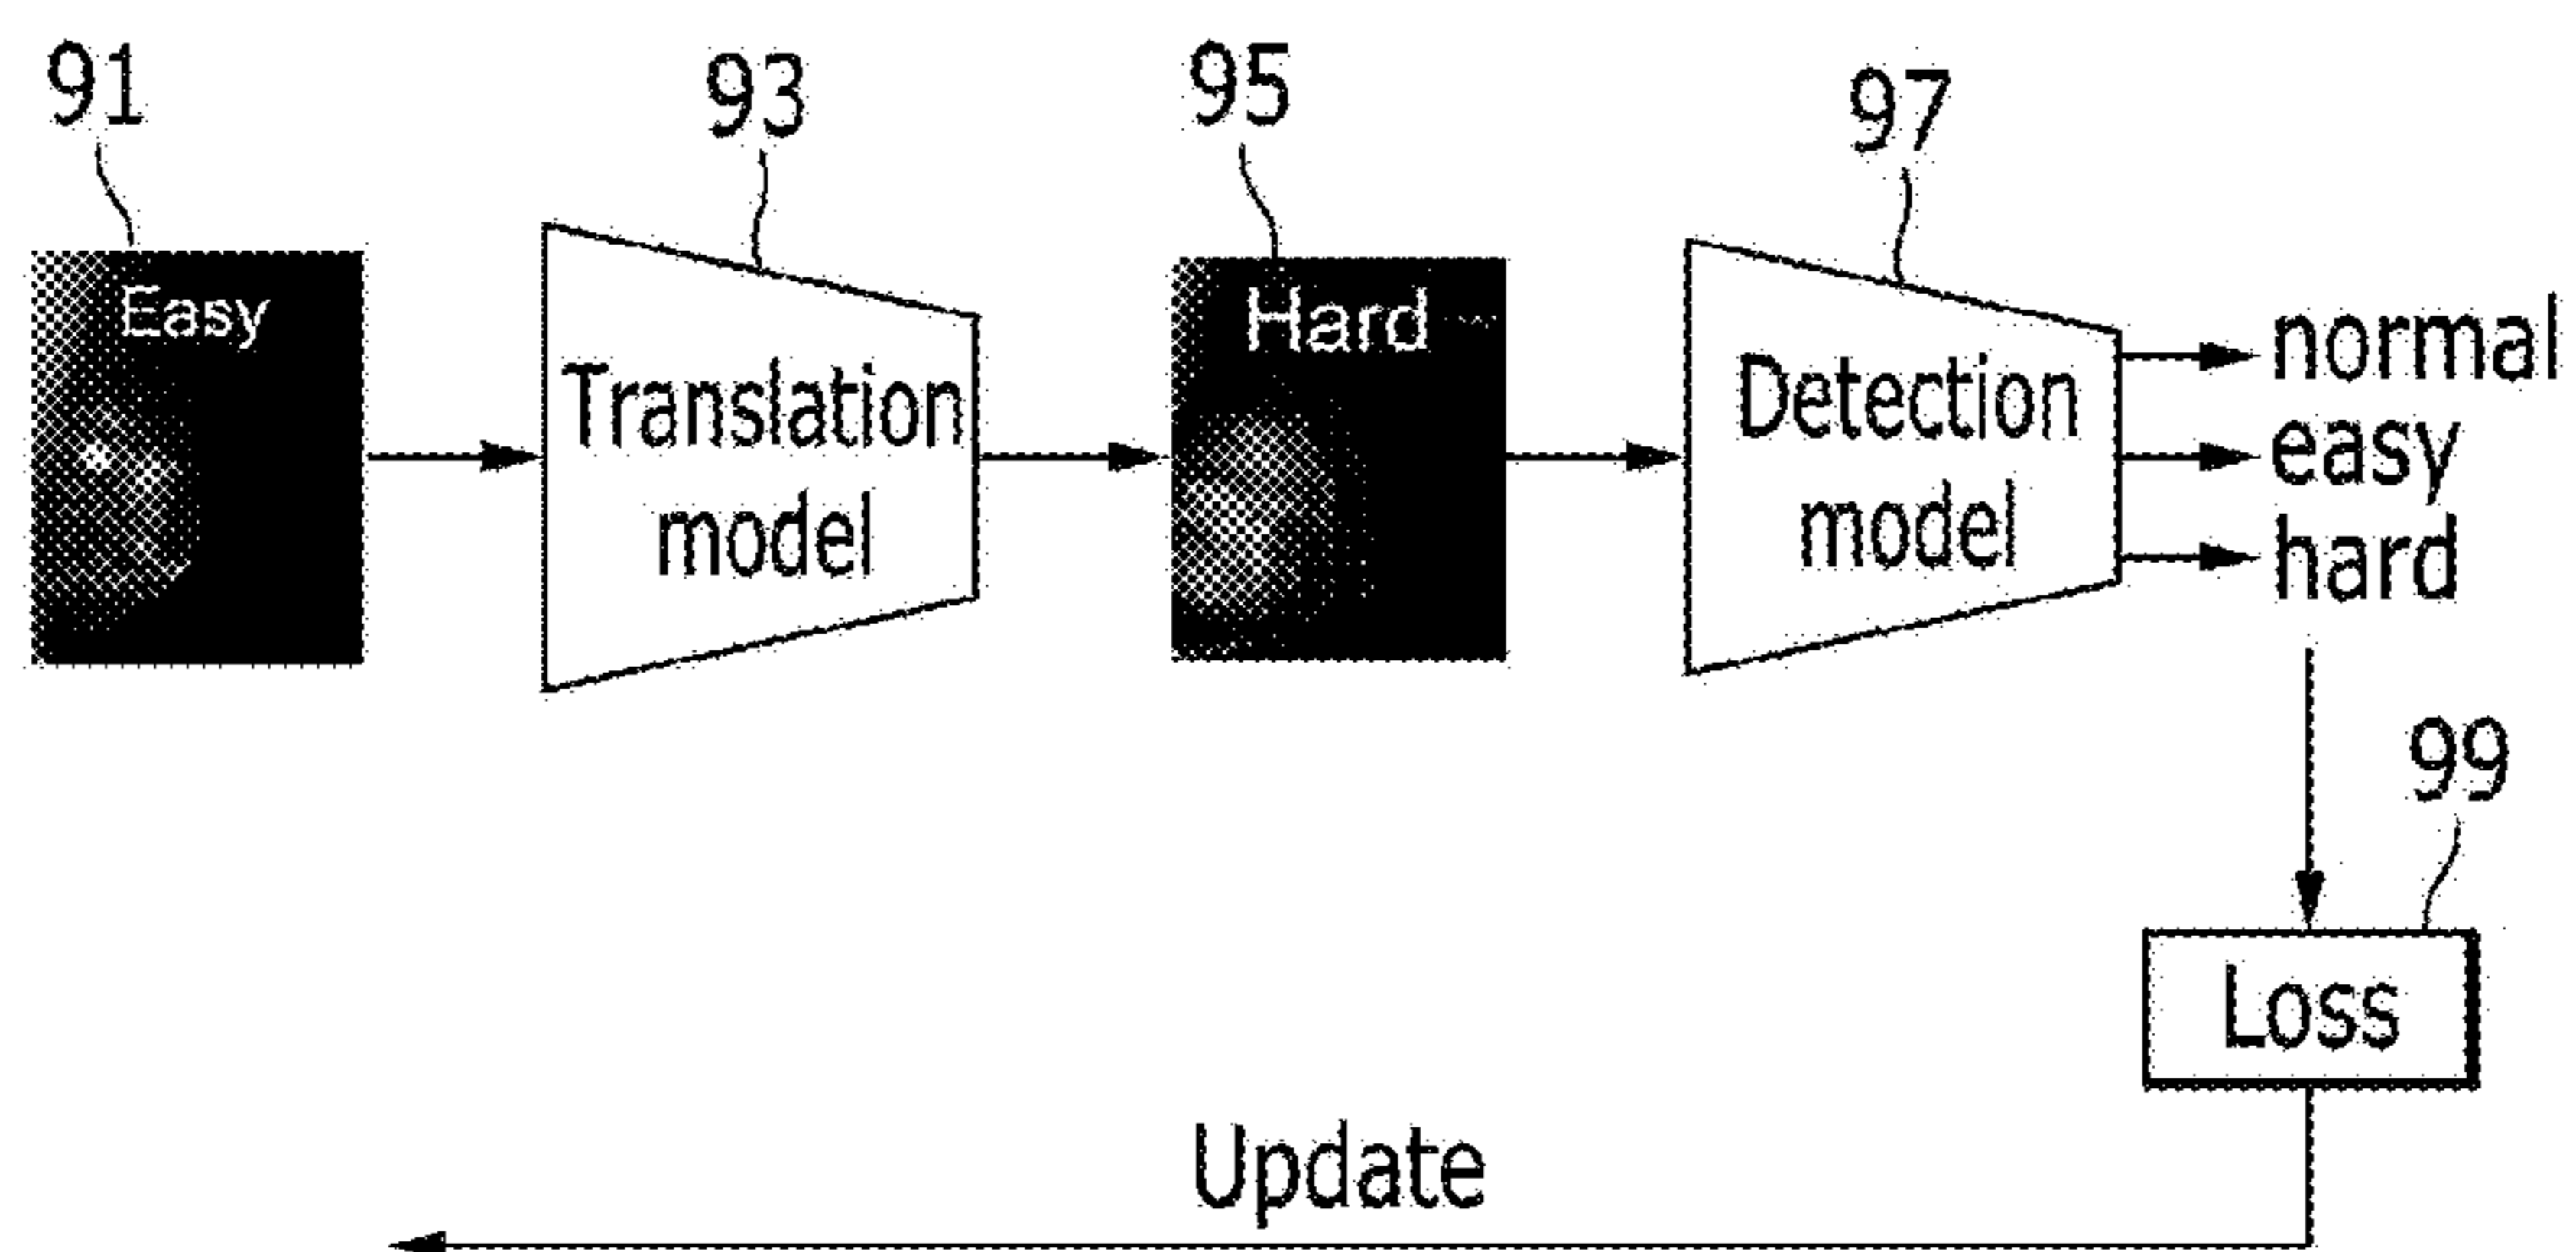 91
93
95
97
Easy
Translation
model
Hard
Detection
model
normal
easy
hard
99
Loss
Update